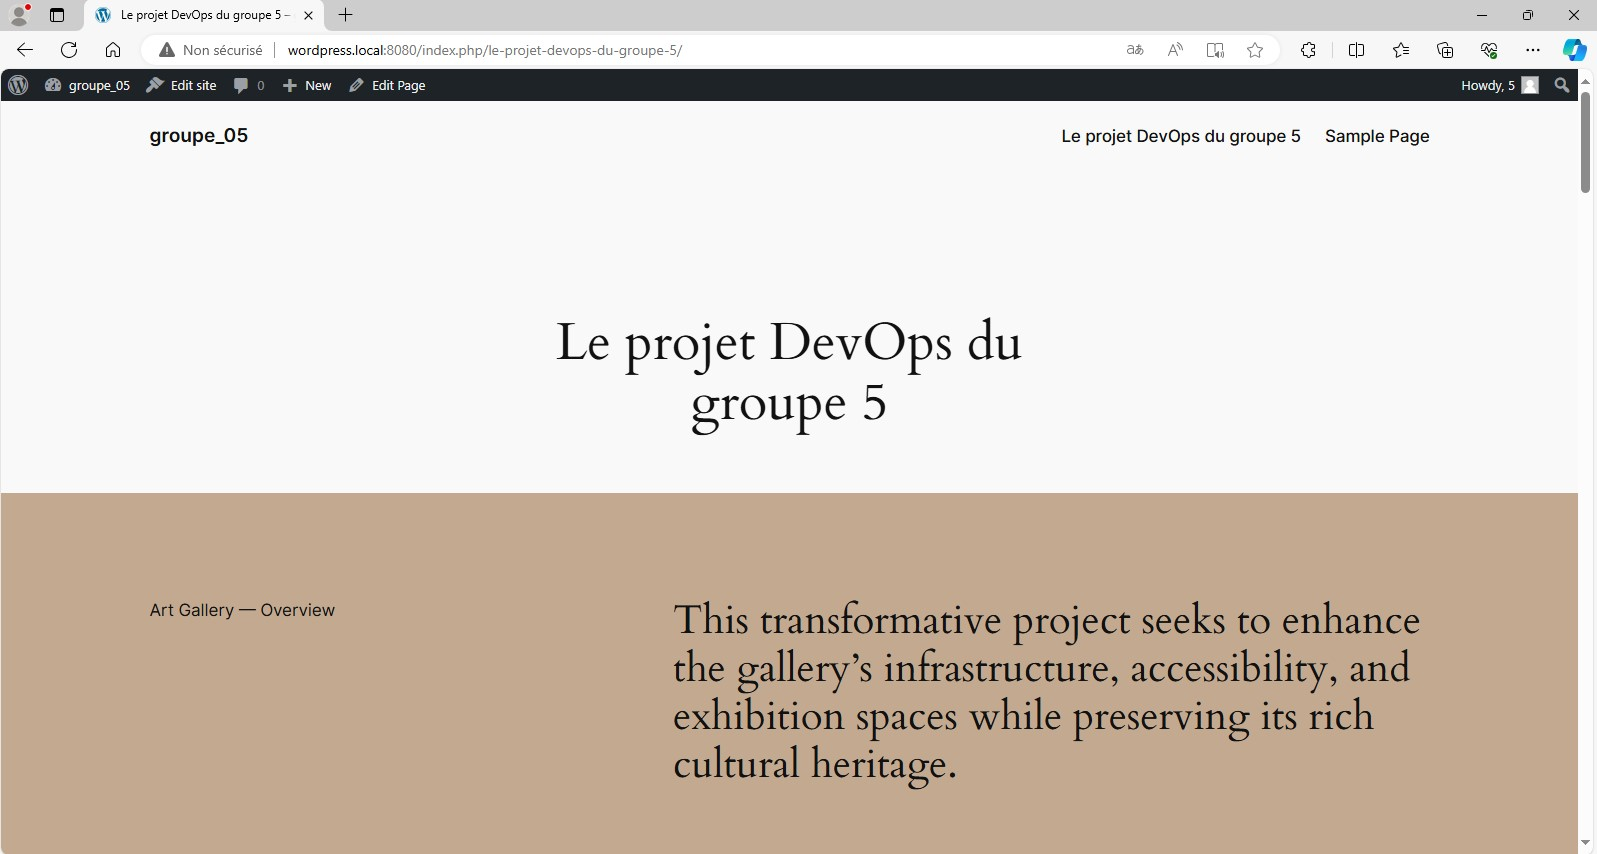 Le projet DevOps du groupe 5 –
Non sécurisé
wordpress.local:8080/index.php/le-projet-devops-du-groupe-5/
groupe_05 Edit site 0 New Edit Page Howdy, 5
groupe_05 Le projet DevOps du groupe 5 Sample Page
Le projet DevOps du
groupe 5
Art Gallery — Overview
This transformative project seeks to enhance
the gallery’s infrastructure, accessibility, and
exhibition spaces while preserving its rich
cultural heritage.